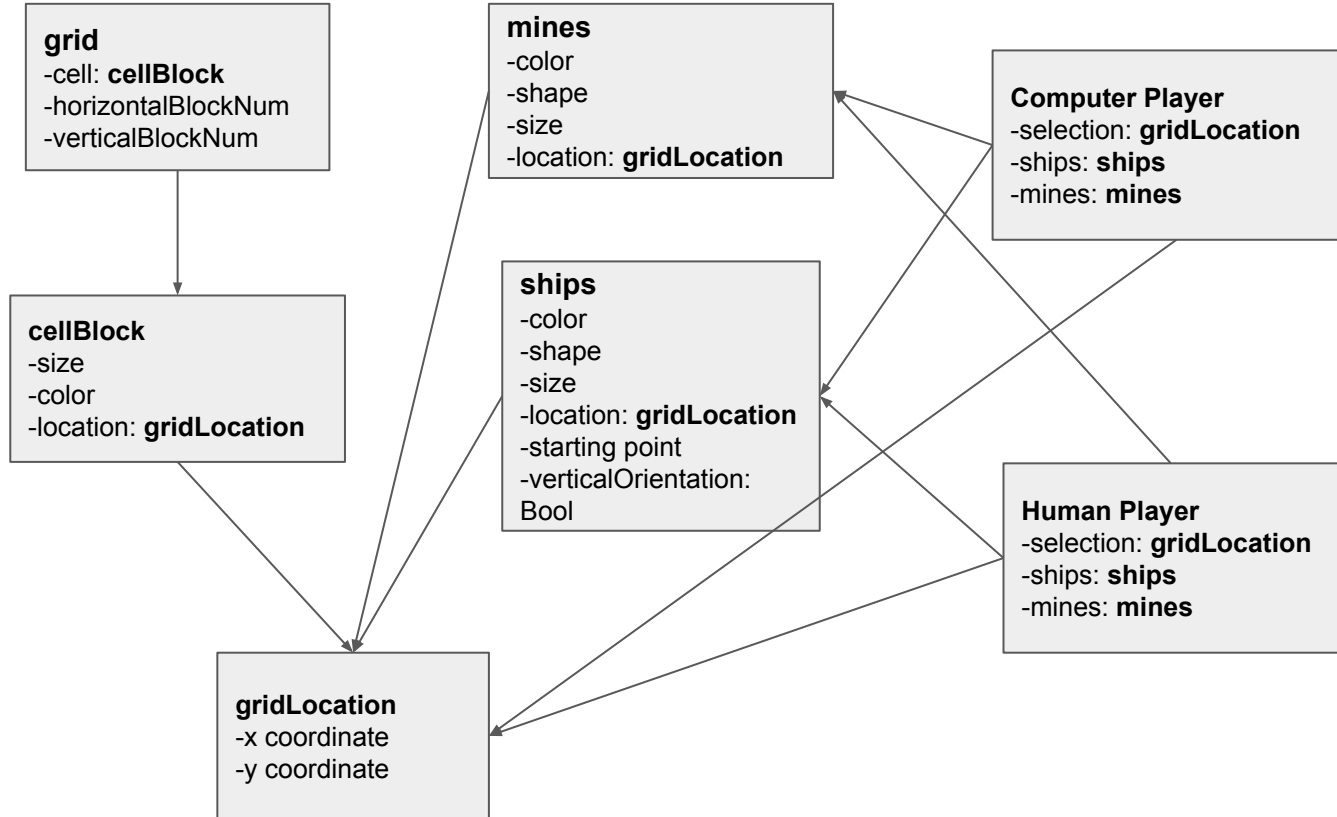 grid
-cell: cellBlock
-horizontalBlockNum
-verticalBlockNum
mines
-color
-shape
-size
-location: gridLocation
Computer Player
-selection: gridLocation
-ships: ships
-mines: mines
cellBlock
-size
-color
-location: gridLocation
ships
-color
-shape
-size
-location: gridLocation
-starting point
-verticalOrientation:
Bool
Human Player
-selection: gridLocation
-ships: ships
-mines: mines
gridLocation
-x coordinate
-y coordinate